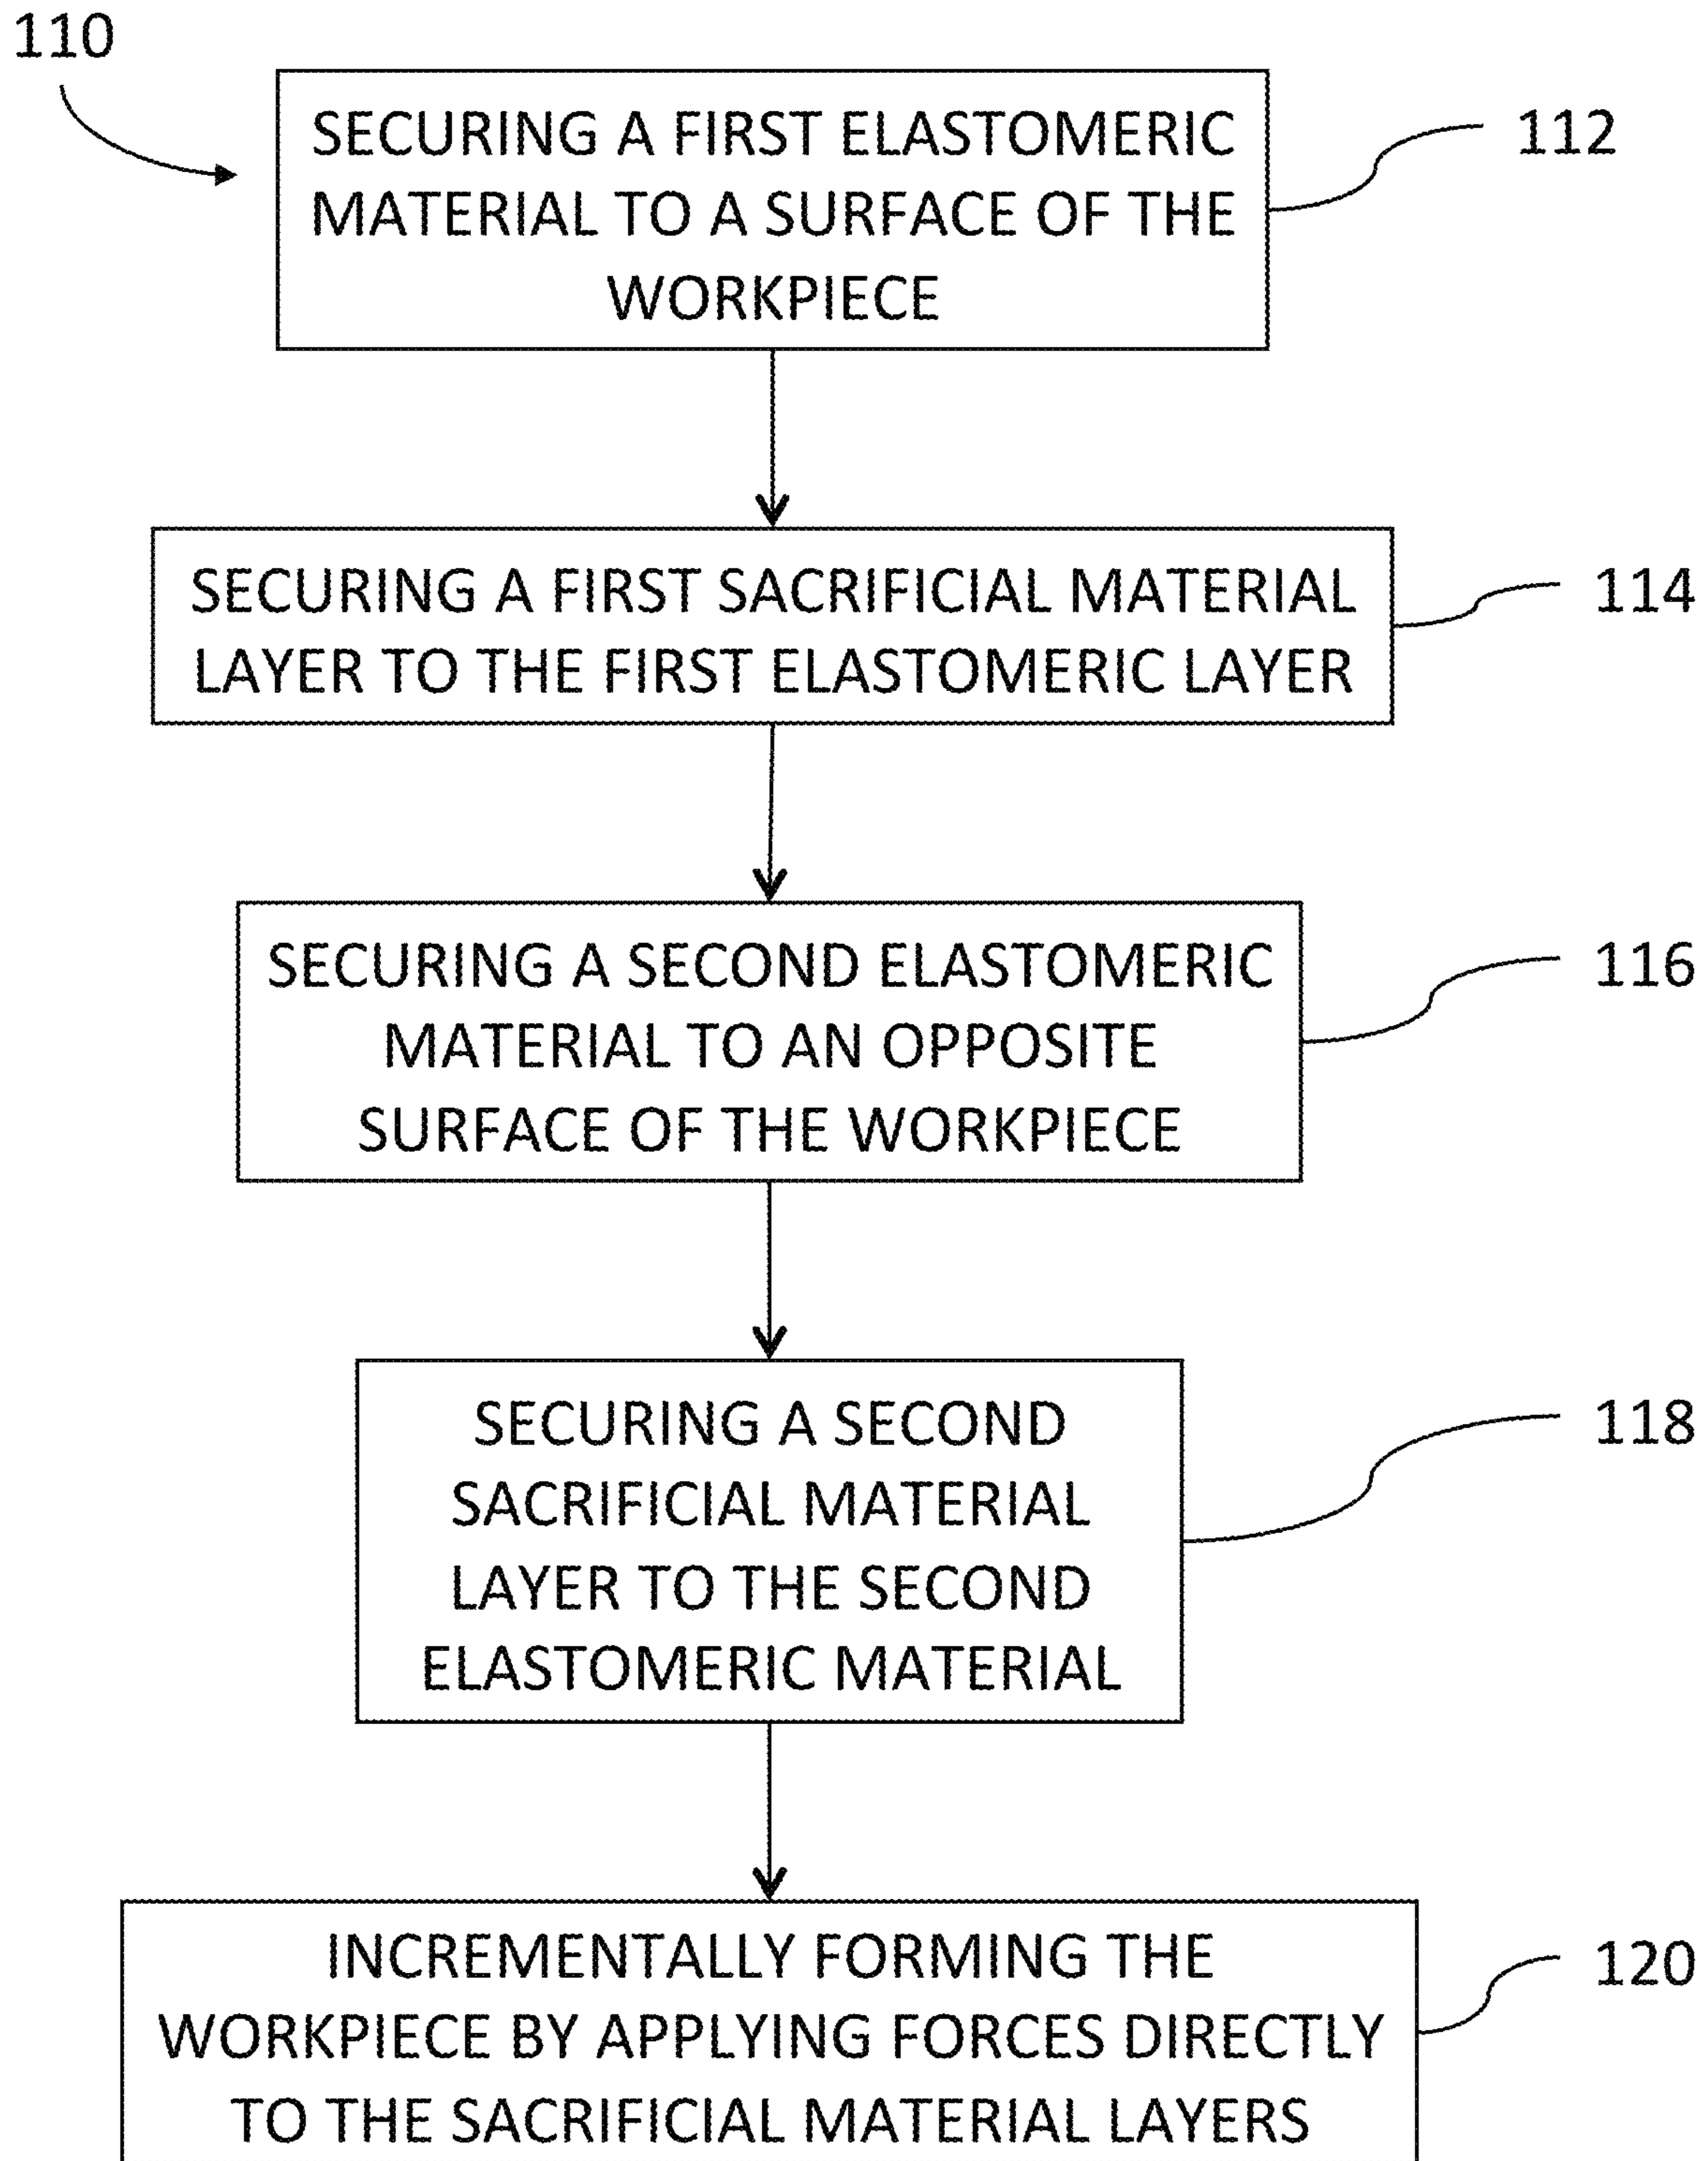 110
SECURING A FIRST ELASTOMERIC
MATERIAL TO A SURFACE OF THE
WORKPIECE
112
SECURING A FIRST SACRIFICIAL MATERIAL
LAYER TO THE FIRST ELASTOMERIC LAYER
114
SECURING A SECOND ELASTOMERIC
MATERIAL TO AN OPPOSITE
SURFACE OF THE WORKPIECE
116
SECURING A SECOND
SACRIFICIAL MATERIAL
LAYER TO THE SECOND
ELASTOMERIC MATERIAL
118
INCREMENTALLY FORMING THE
WORKPIECE BY APPLYING FORCES DIRECTLY
TO THE SACRIFICIAL MATERIAL LAYERS
120